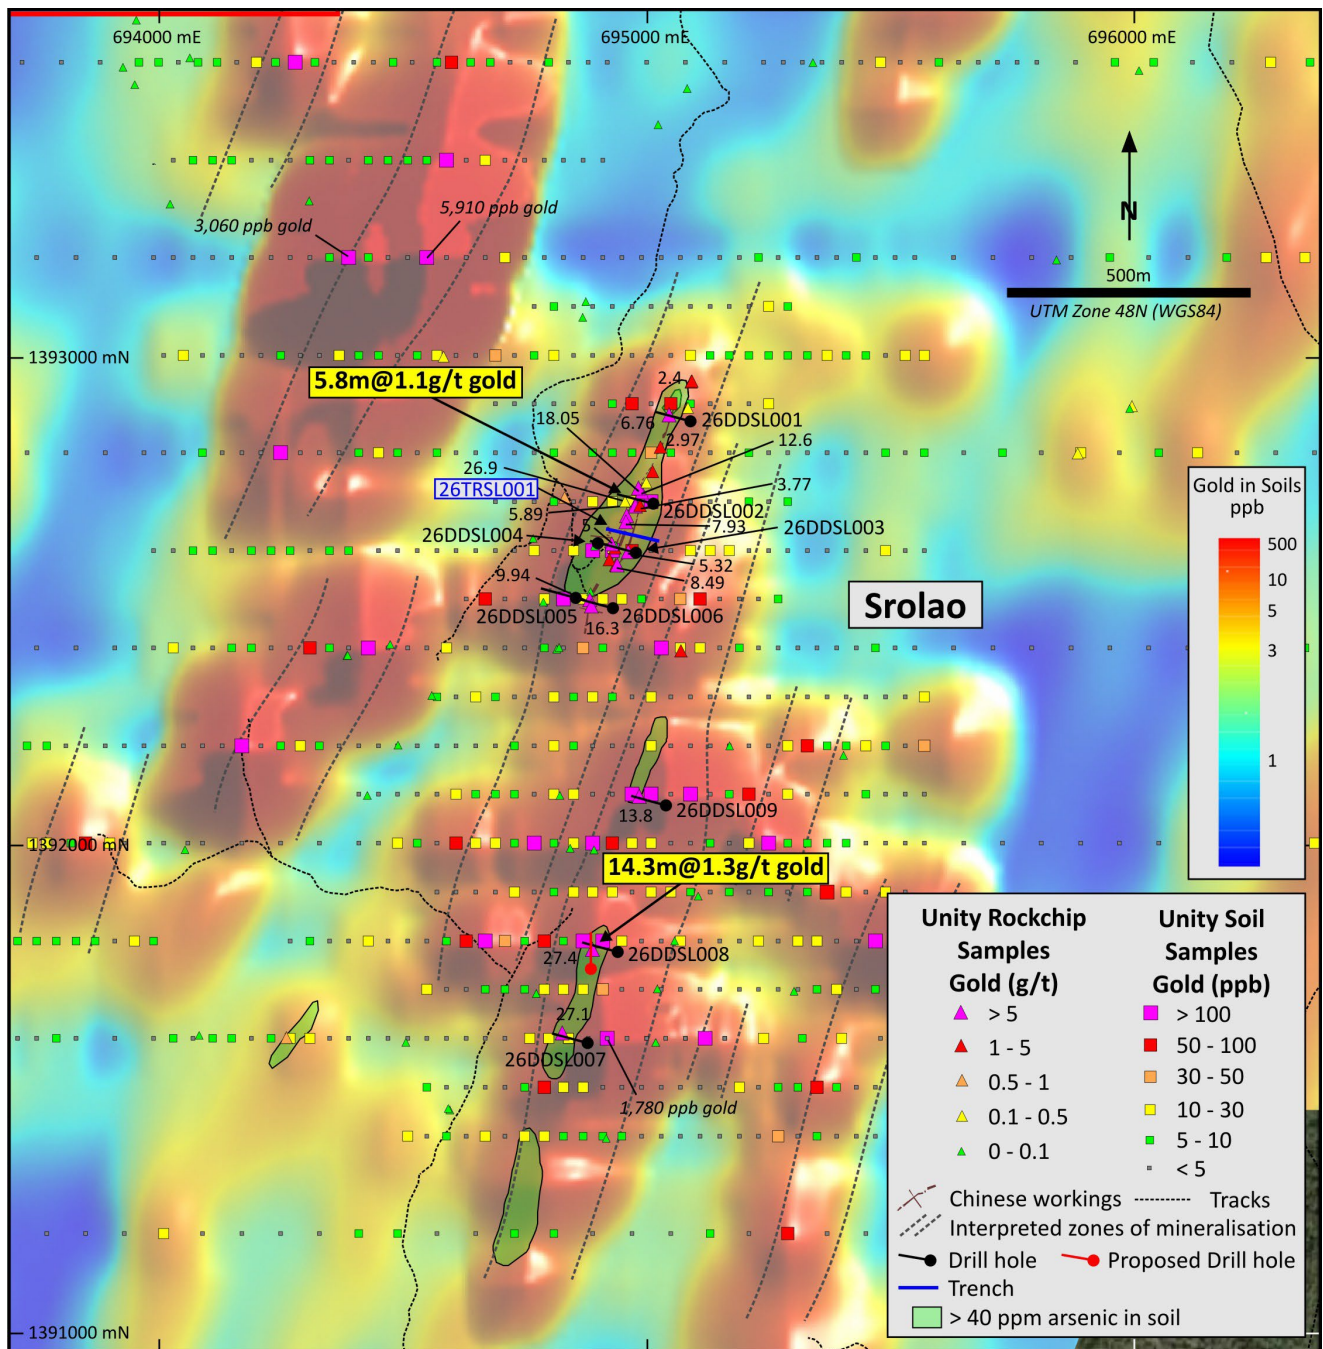 694000 mE
695000 mE
696000 mE
5,910 ppb gold
3,060 ppb gold
N
500m
UTM Zone 48N (WGS84)
1393000 mN
5.8m@1.1g/t gold
2.4
18.05
6.76
26DDSL001
2.97
12.6
26.9
26TRSL001
3.77
5.89
26DDSL002
7.93
26DDSL003
5
26DDSL004
5.32
9.94
8.49
26DDSL005
26DDSL006
16.3
Srolao
Gold in Soils
ppb
500
10
5
3
1
13.8
26DDSL009
1392000 mN
14.3m@1.3g/t gold
27.4
26DDSL008
27.1
26DDSL007
1,780 ppb gold
1391000 mN
Unity Rockchip
Samples
Gold (g/t)
> 5
1 - 5
0.5 - 1
0.1 - 0.5
0 - 0.1
Unity Soil
Samples
Gold (ppb)
> 100
50 - 100
30 - 50
10 - 30
5 - 10
< 5
Chinese workings
Tracks
Interpreted zones of mineralisation
Drill hole
Proposed Drill hole
Trench
> 40 ppm arsenic in soil